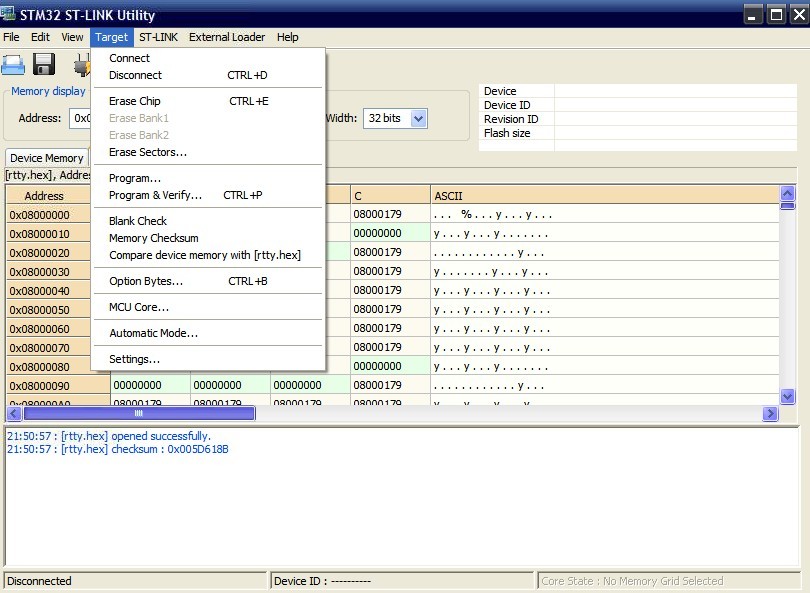 STM32 ST-LINK Utility
File Edit View Target ST-LINK External Loader Help
Connect
Disconnect CTRL+D
Erase Chip CTRL+E
Erase Bank1
Erase Bank2
Erase Sectors...
Program...
Program & Verify... CTRL+P
Blank Check
Memory Checksum
Compare device memory with [rtty.hex]
Option Bytes... CTRL+B
MCU Core...
Automatic Mode...
Settings...
Memory display
Address: Width: 32 bits
Device
Device ID
Revision ID
Flash size
Device Memory
[rtty.hex],
Address C ASCII
0x08000000 08000179 . . . % . . . y . . . y . . .
0x08000010 00000000 y . . . y . . . . . . .
0x08000020 08000179 . . . . . . . . . . . . y . . .
0x08000030 08000179 y . . . . . . . y . . . y . . .
0x08000040 08000179 y . . . y . . . y . . . y . . .
0x08000050 08000179 y . . . y . . . y . . . y . . .
0x08000060 08000179 y . . . y . . . y . . . y . . .
0x08000070 08000179 y . . . y . . . y . . . y . . .
0x08000080 00000000 y . . . y . . . . . . .
0x08000090 00000000 00000000 00000000 08000179 . . . . . . . . . . . . y . . .
0x080000A0 08000179 08000179 08000179 08000179 y . . . y . . . y . . . y . . .
21:50:57 : [rtty.hex] opened successfully.
21:50:57 : [rtty.hex] checksum : 0x005D618B
Disconnected Device ID : ---------- Core State : No Memory Grid Selected